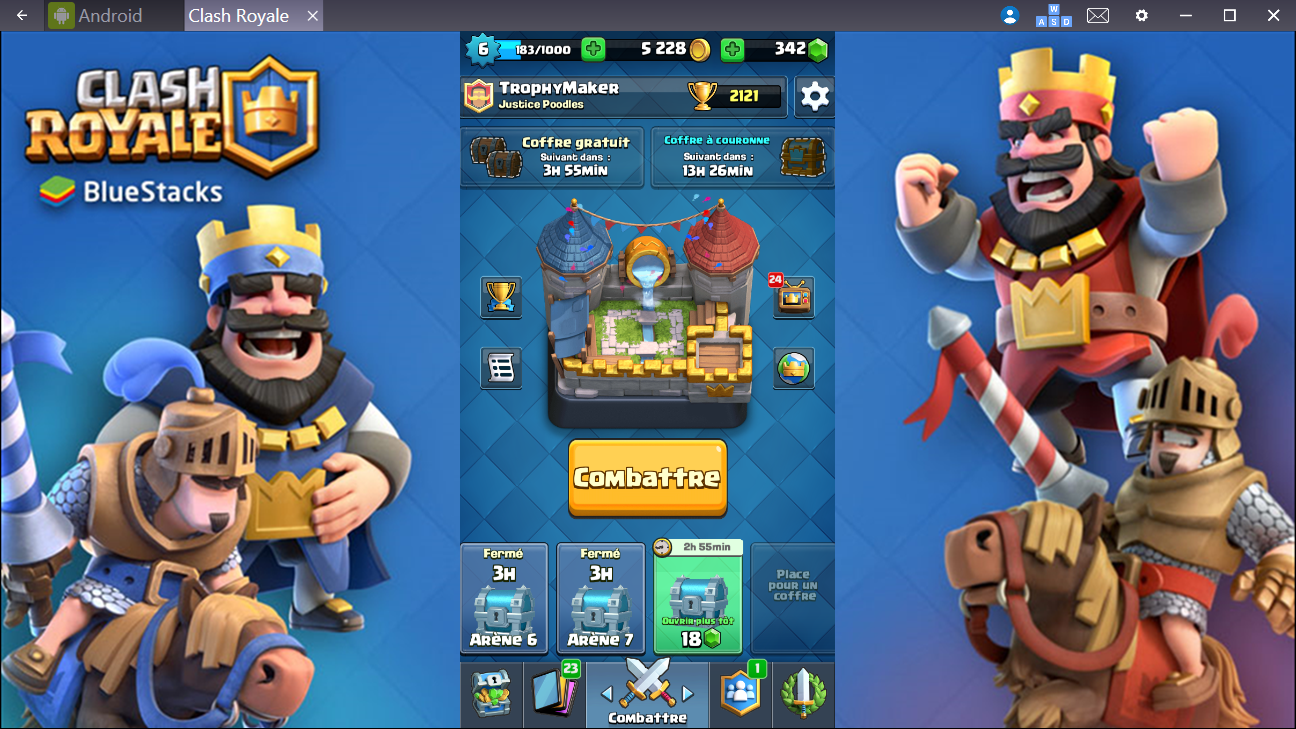 Android
Clash Royale
W
A S D
CLASH
ROYALE
BlueStacks
6
183/1000
5 228
342
TrophyMaker
Justice Poodles
2121
Coffre gratuit
Suivant dans :
3H 55min
Coffre à couronne
Suivant dans :
13H 26min
24
Combattre
Fermé
3H
Arène 6
Fermé
3H
Arène 7
2h 55min
Ouvrir plus tôt
18
Place
pour un
coffre
23
Combattre
1